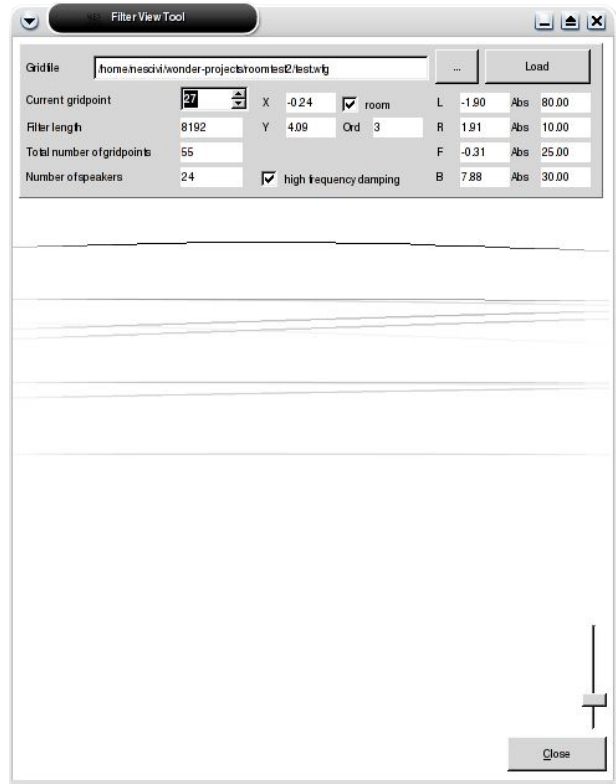 Filter View Tool
Gridfile /home/nescivi/wonder-projects/roomtest2/test.wfg ... Load
Current gridpoint 27 X -0.24 room L -1.90 Abs 80.00
Filter length 8192 Y 4.09 Ord 3 R 1.91 Abs 10.00
Total number of gridpoints 55 F -0.31 Abs 25.00
Number of speakers 24 high frequency damping B 7.88 Abs 30.00
Close